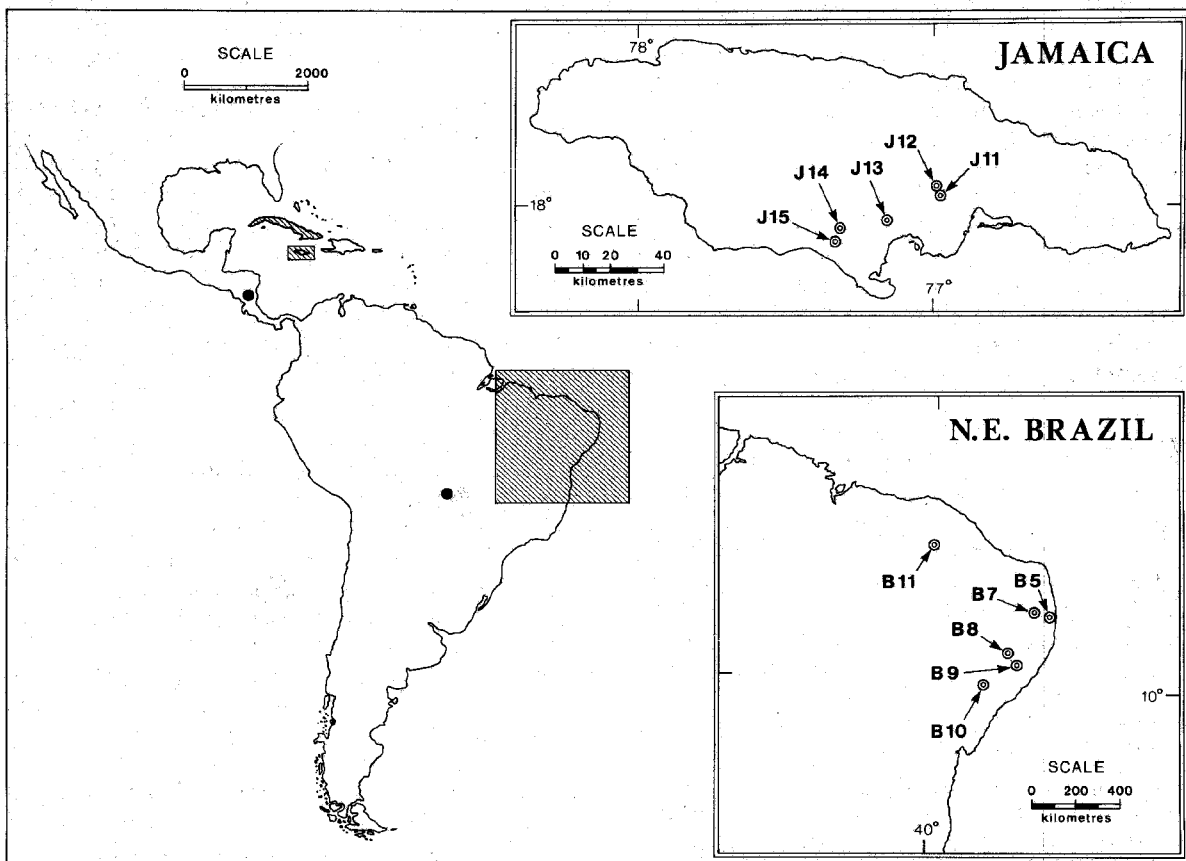 SCALE
0 2000
kilometres
JAMAICA
78°
J12
J11
J14
J13
18°
J15
SCALE
0 10 20 40
kilometres
77°
N.E. BRAZIL
B11
B7
B5
B8
B9
10°
B10
SCALE
0 200 400
kilometres
40°